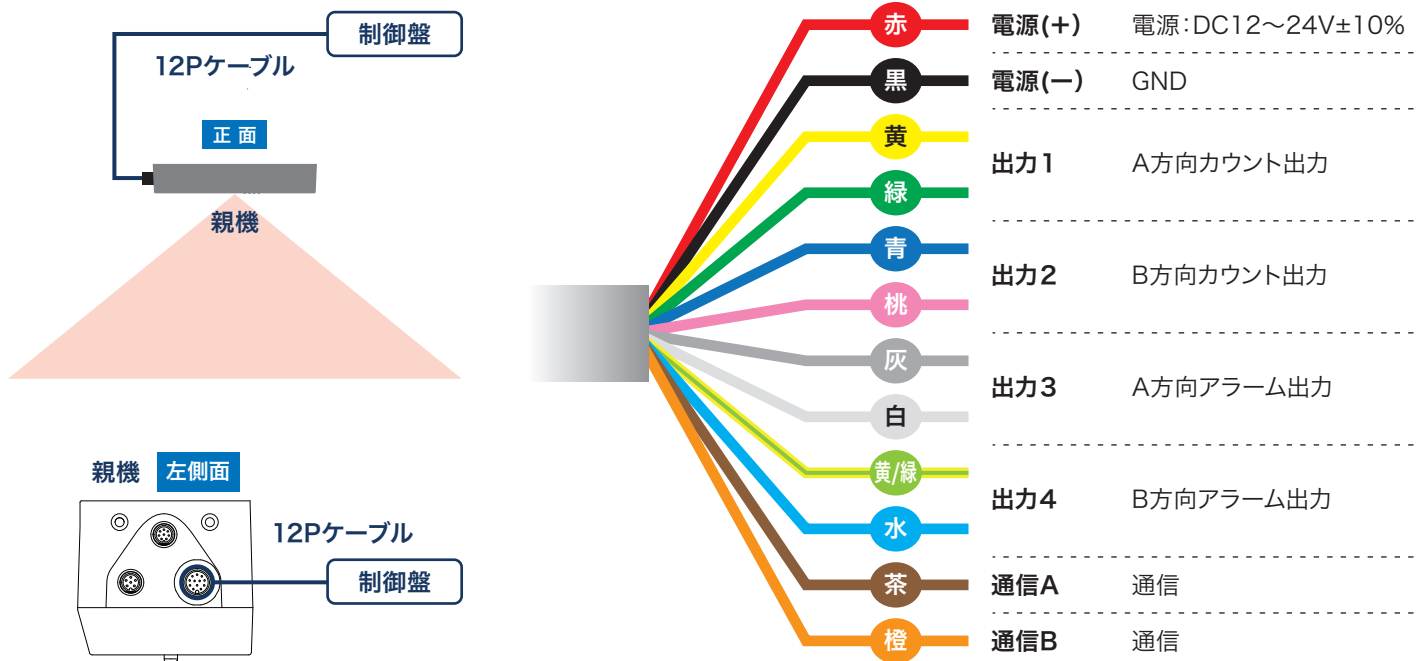 制御盤
12Pケーブル
正 面
親機
親機 左側面
12Pケーブル
制御盤
赤 電源(+) 電源:DC12～24V±10%
黒 電源(ー) GND
黄
出力1 A方向カウント出力
緑
青
出力2 B方向カウント出力
桃
灰
出力3 A方向アラーム出力
白
黄/緑
出力4 B方向アラーム出力
水
茶 通信A 通信
橙 通信B 通信